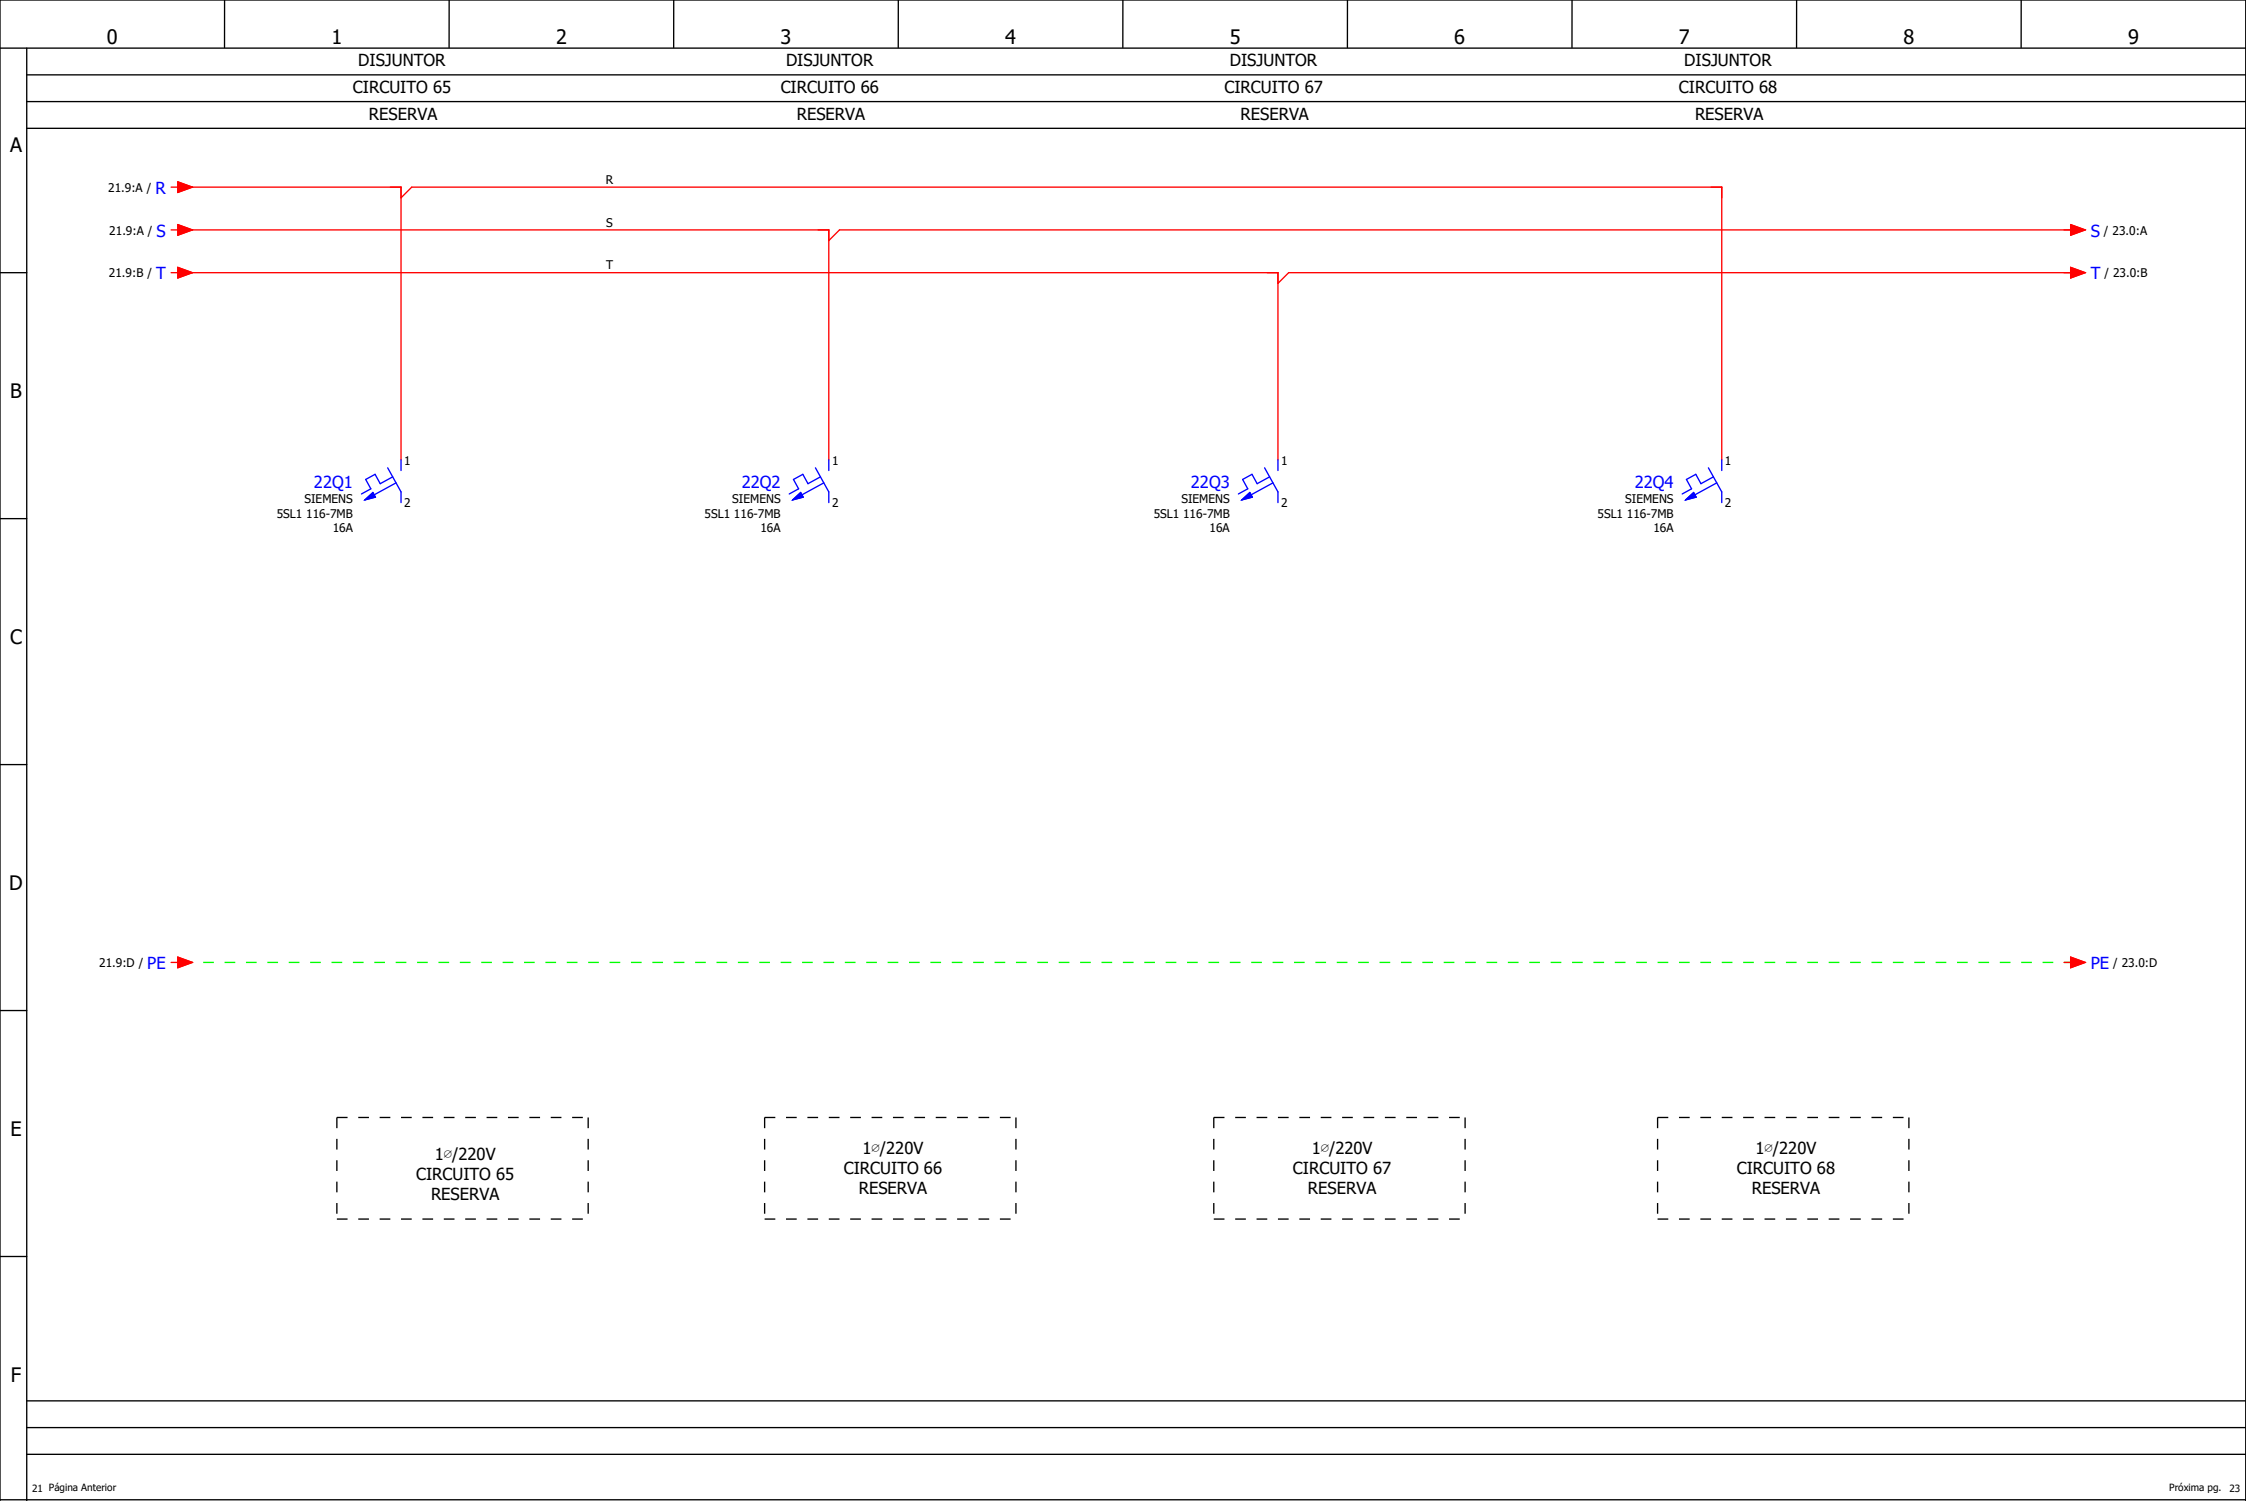 0 1 2 3 4 5 6 7 8 9
DISJUNTOR DISJUNTOR DISJUNTOR DISJUNTOR
CIRCUITO 65 CIRCUITO 66 CIRCUITO 67 CIRCUITO 68
RESERVA RESERVA RESERVA RESERVA
A
21.9:A / R R
21.9:A / S S S / 23.0:A
21.9:B / T T T / 23.0:B
B
1 1 1 1
22Q1 22Q2 22Q3 22Q4
SIEMENS 2 SIEMENS 2 SIEMENS 2 SIEMENS 2
5SL1 116-7MB 5SL1 116-7MB 5SL1 116-7MB 5SL1 116-7MB
16A 16A 16A 16A
C
D
21.9:D / PE PE / 23.0:D
E
1∅/220V 1∅/220V 1∅/220V 1∅/220V
CIRCUITO 65 CIRCUITO 66 CIRCUITO 67 CIRCUITO 68
RESERVA RESERVA RESERVA RESERVA
F
21 Página Anterior Próxima pg. 23